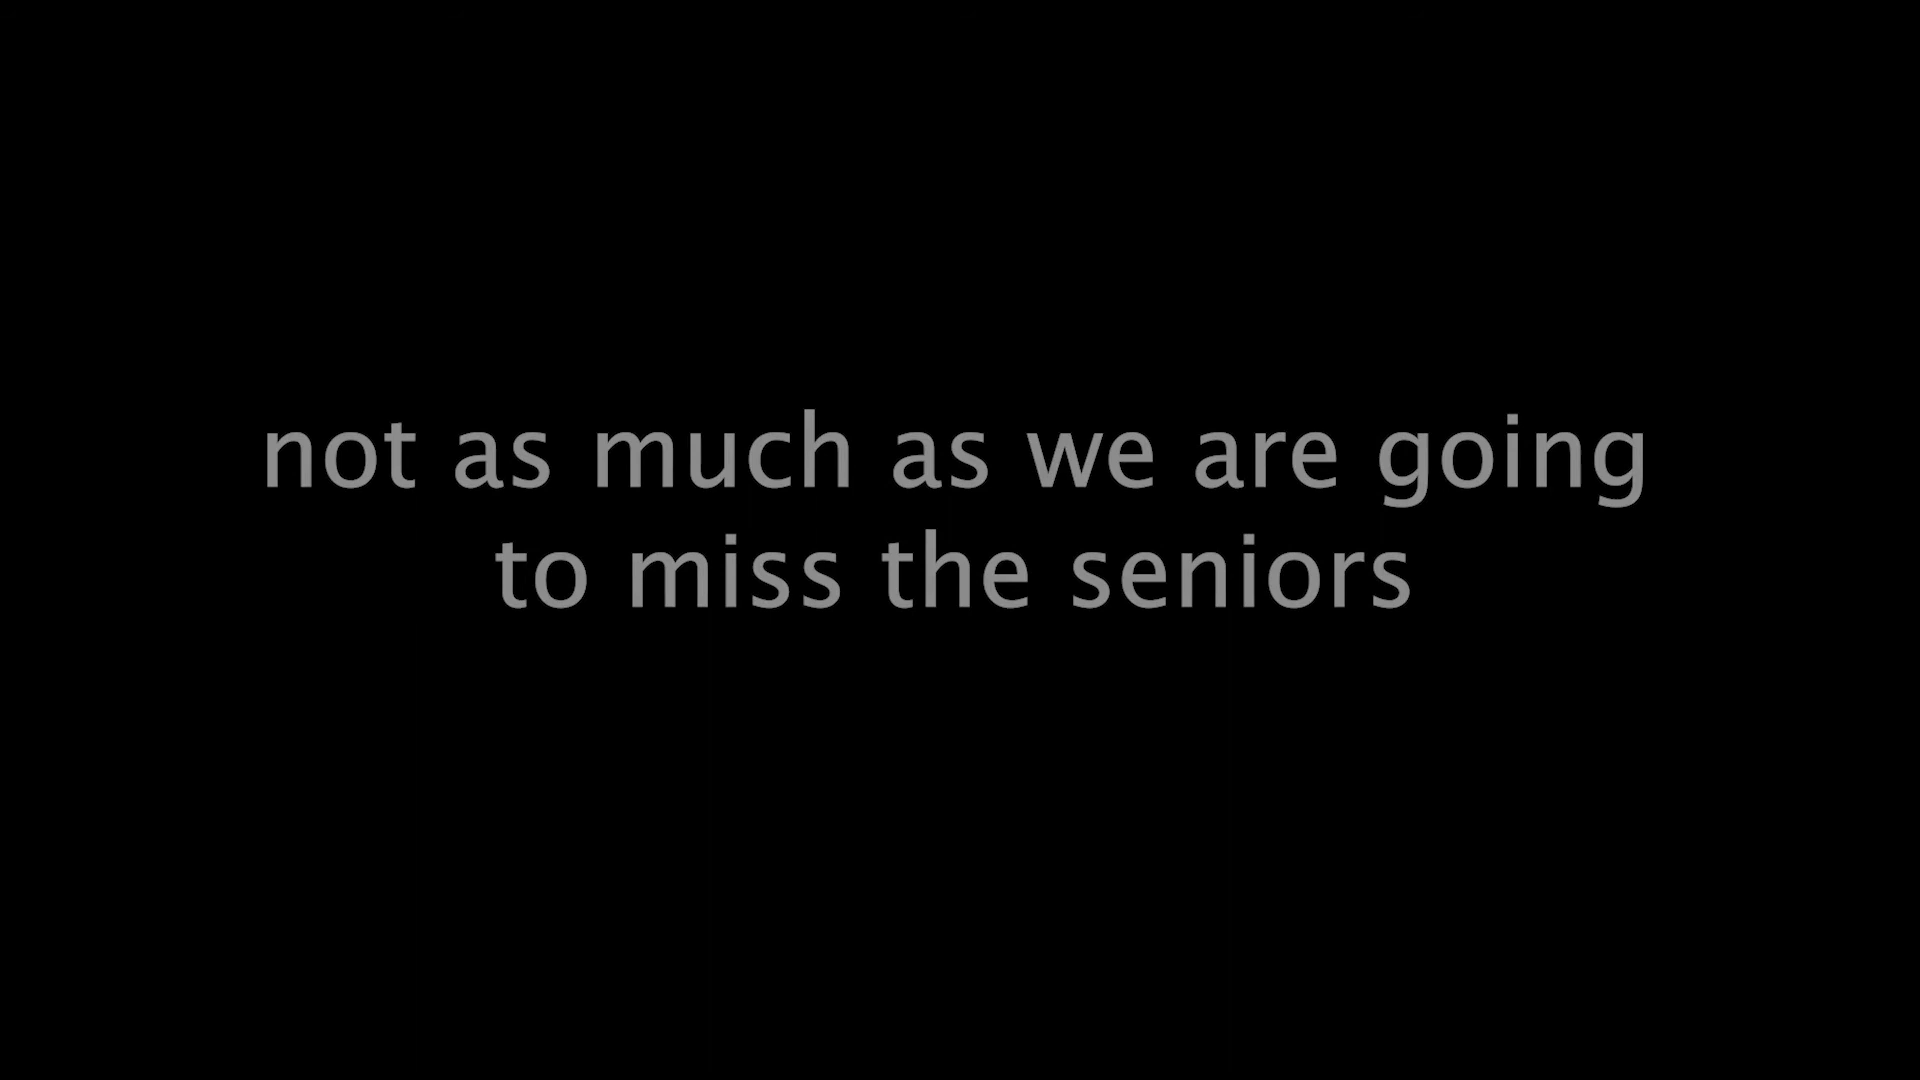 not as much as we are going
to miss the seniors